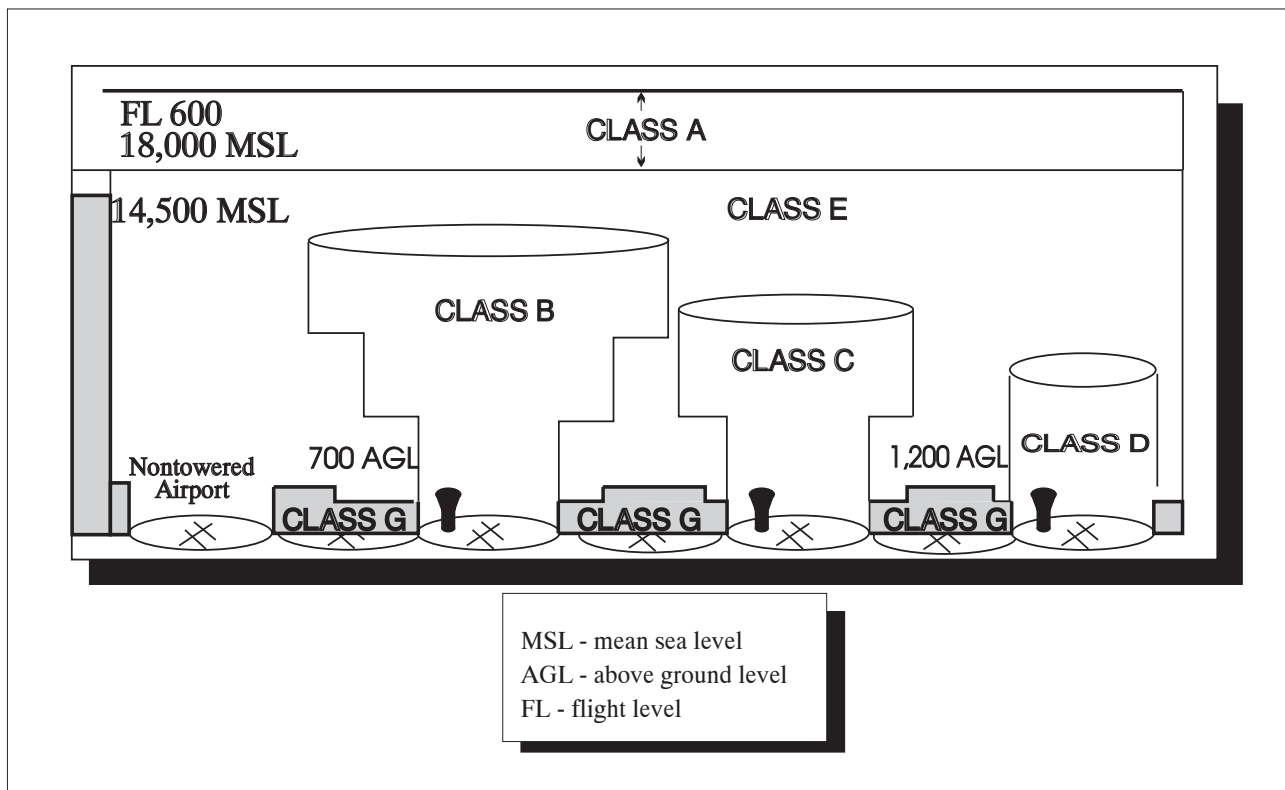 FL 600
18,000 MSL
CLASS A
14,500 MSL
CLASS E
CLASS B
CLASS C
Nontowered
Airport
700 AGL
1,200 AGL
CLASS D
CLASS G
CLASS G
CLASS G
MSL - mean sea level
AGL - above ground level
FL - flight level